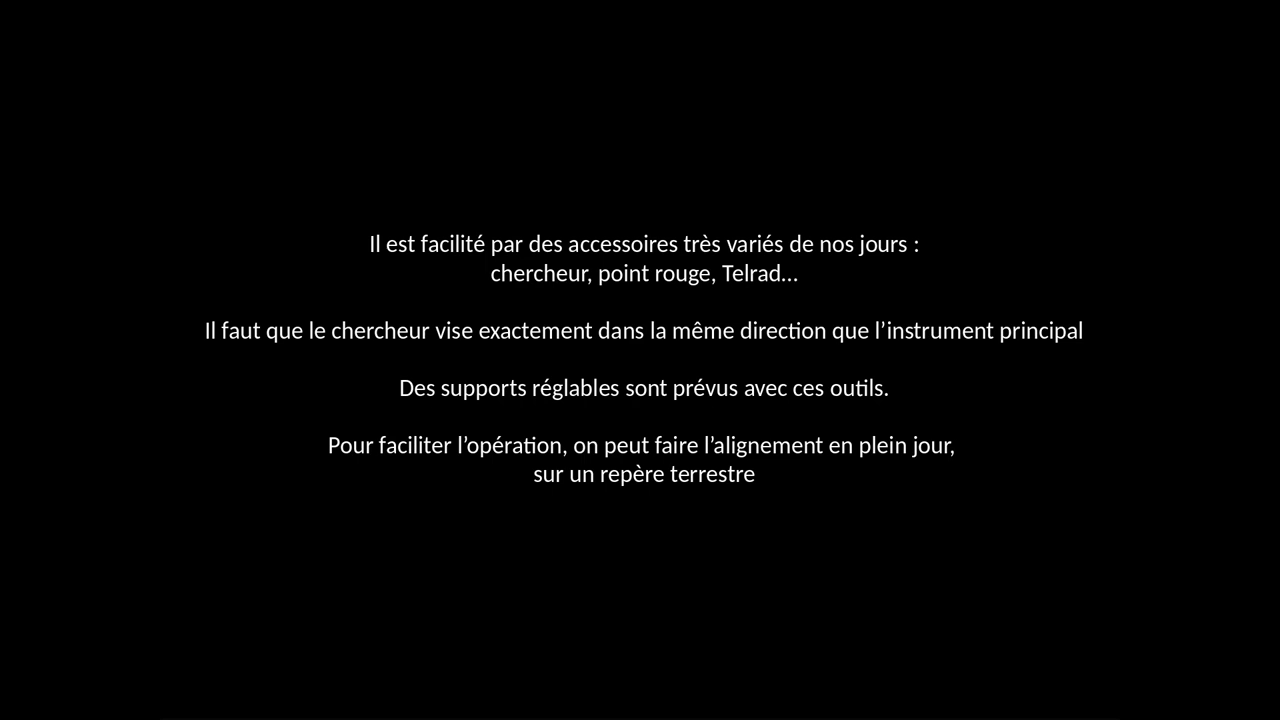 Il est facilité par des accessoires très variés de nos jours :
chercheur, point rouge, Telrad…
Il faut que le chercheur vise exactement dans la même direction que l’instrument principal
Des supports réglables sont prévus avec ces outils.
Pour faciliter l’opération, on peut faire l’alignement en plein jour,
sur un repère terrestre